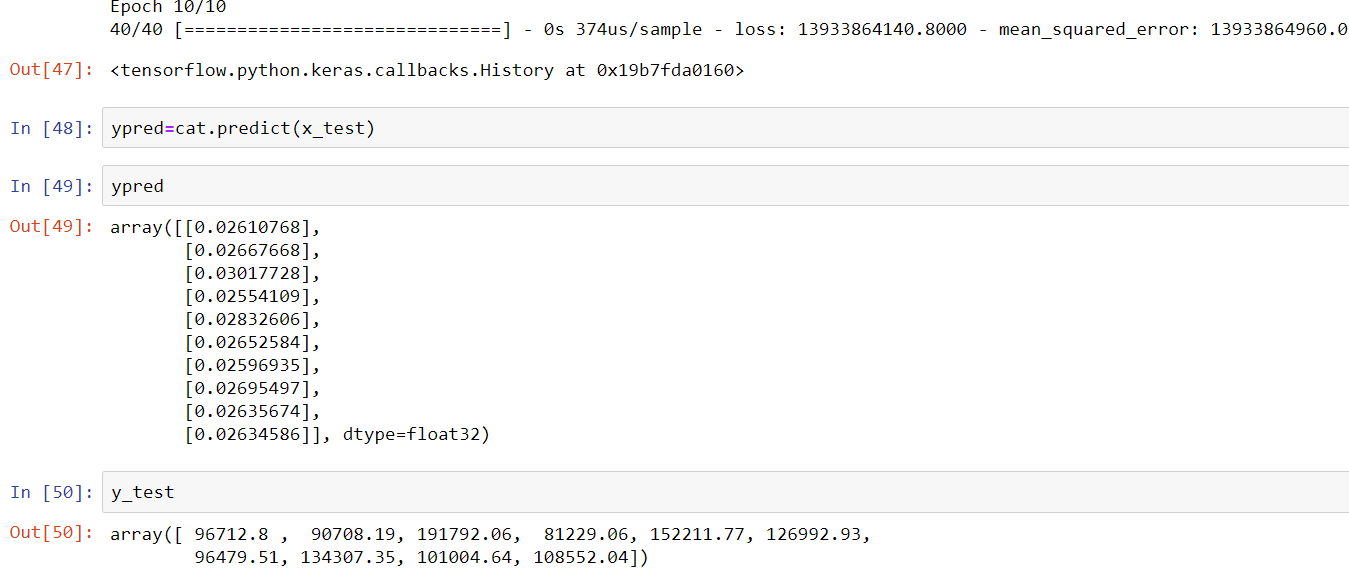 Epoch 10/10
40/40 [==============================] - 0s 374us/sample - loss: 13933864140.8000 - mean_squared_error: 13933864960.0
Out[47]: <tensorflow.python.keras.callbacks.History at 0x19b7fda0160>
In [48]: ypred=cat.predict(x_test)
In [49]: ypred
Out[49]: array([[0.02610768],
[0.02667668],
[0.03017728],
[0.02554109],
[0.02832606],
[0.02652584],
[0.02596935],
[0.02695497],
[0.02635674],
[0.02634586]], dtype=float32)
In [50]: y_test
Out[50]: array([ 96712.8 ,  90708.19, 191792.06,  81229.06, 152211.77, 126992.93,
96479.51, 134307.35, 101004.64, 108552.04])